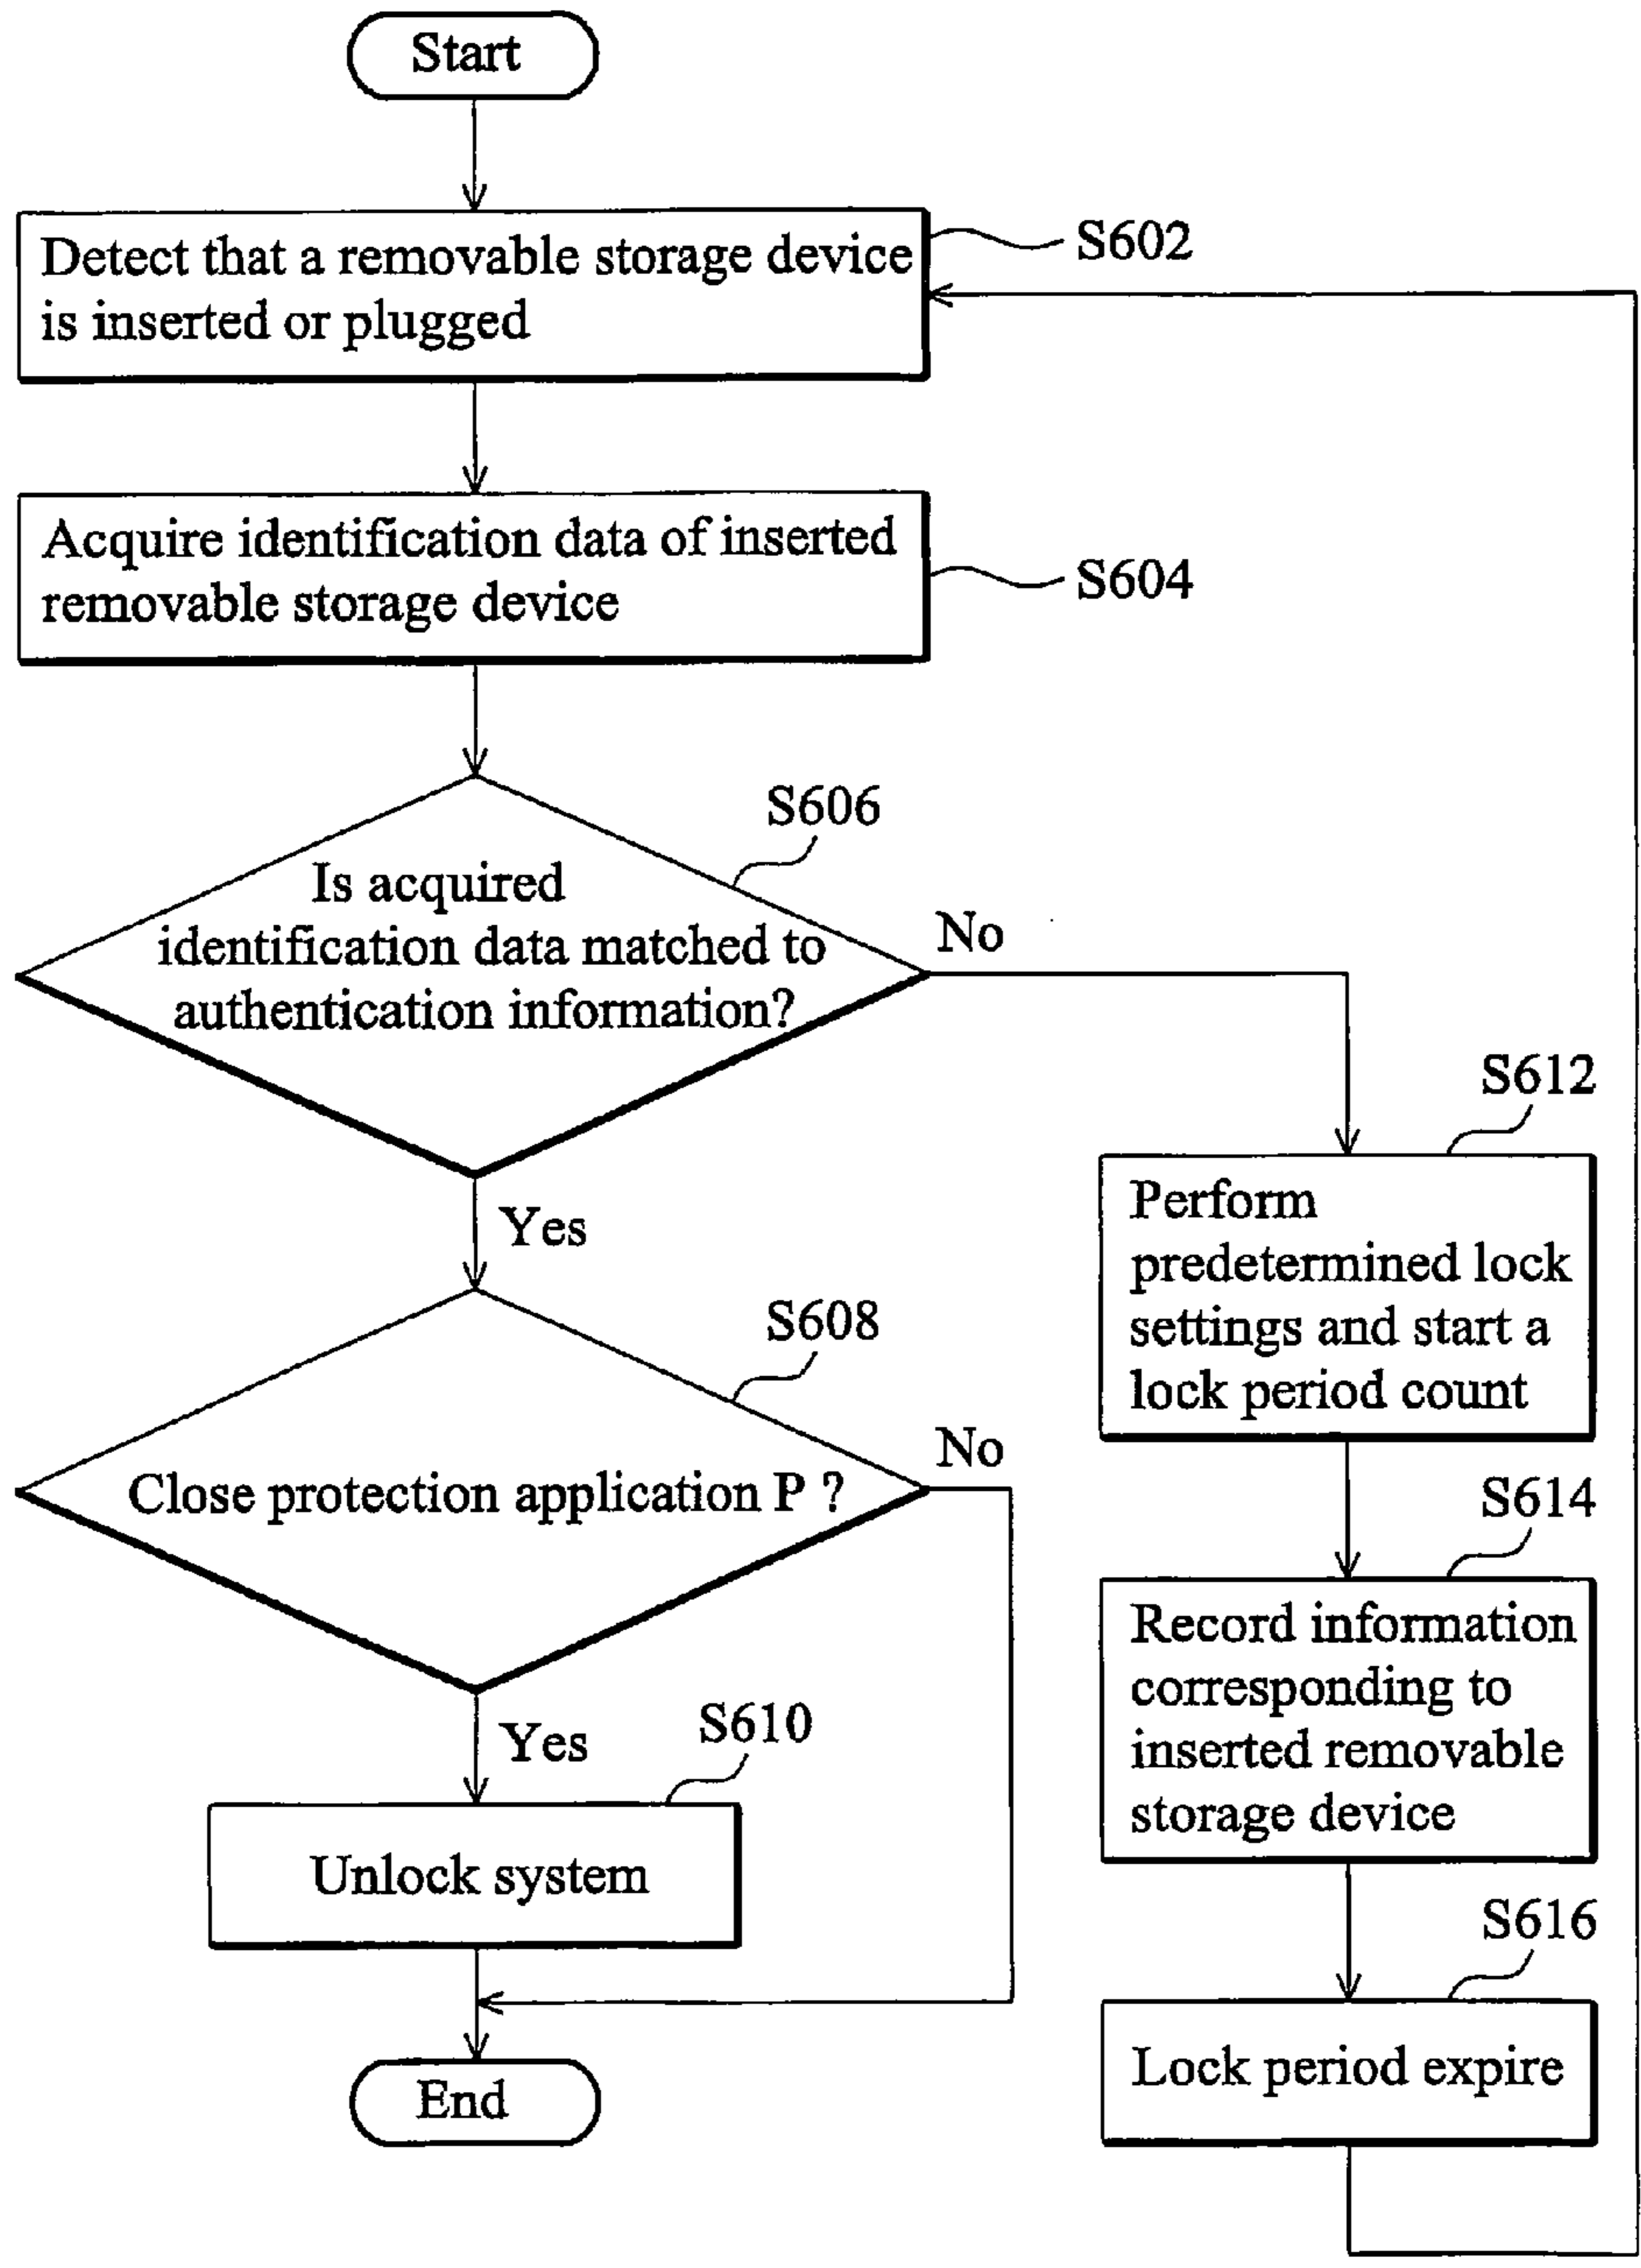 Start
Detect that a removable storage device
is inserted or plugged
S602
Acquire identification data of inserted
removable storage device
S604
S606
Is acquired
identification data matched to
authentication information?
No
Yes
S608
Close protection application P ?
No
Yes
S610
Unlock system
End
S612
Perform
predetermined lock
settings and start a
lock period count
S614
Record information
corresponding to
inserted removable
storage device
S616
Lock period expire